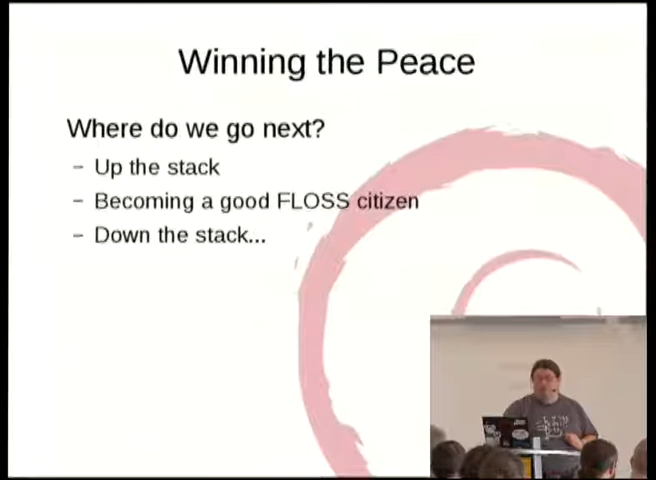 Winning the Peace
Where do we go next?
– Up the stack
– Becoming a good FLOSS citizen
– Down the stack...